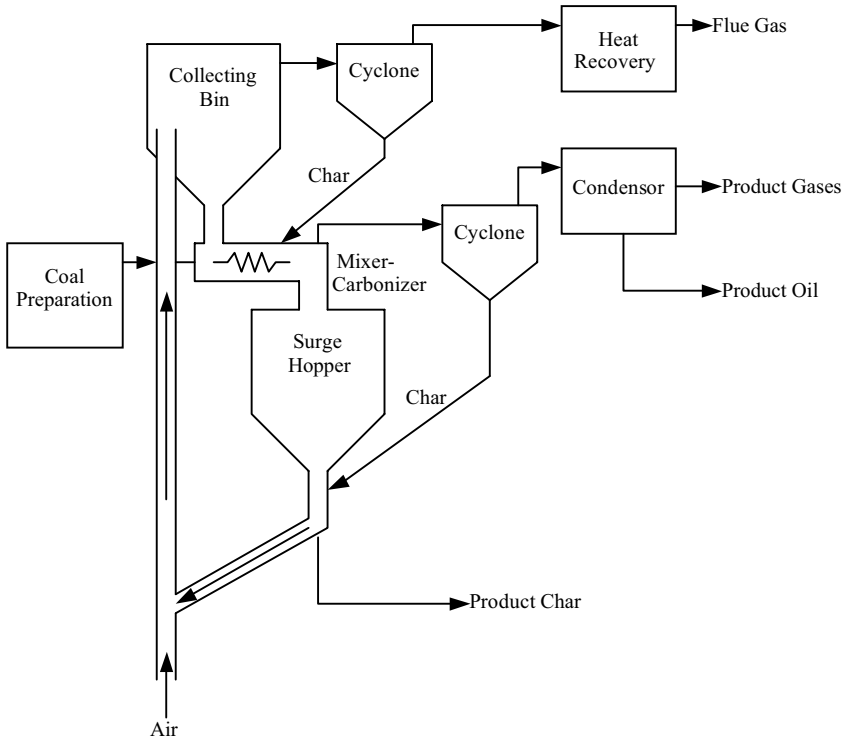 Collecting
Bin
Cyclone
Heat
Recovery
Flue Gas
Char
Cyclone
Condensor
Product Gases
Coal
Preparation
Mixer-
Carbonizer
Product Oil
Surge
Hopper
Char
Product Char
Air